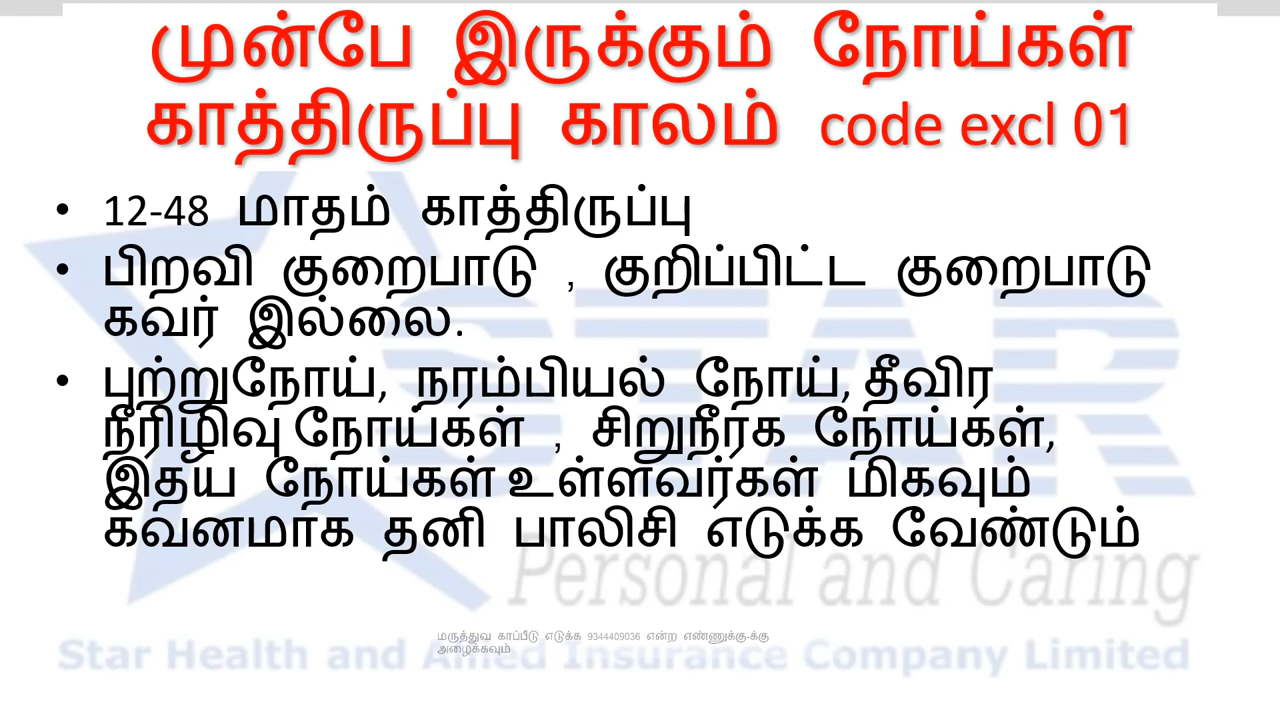 முன்பே இருக்கும் நோய்கள்
காத்திருப்பு காலம் code excl 01
• 12-48 மாதம் காத்திருப்பு
• பிறவி குறைபாடு , குறிப்பிட்ட குறைபாடு
கவர் இல்லை.
• புற்றுநோய், நரம்பியல் நோய், தீவிர
நீரிழிவு நோய்கள் , சிறுநீரக நோய்கள்,
இதய நோய்கள் உள்ளவர்கள் மிகவும்
கவனமாக தனி பாலிசி எடுக்க வேண்டும்
STAR
Personal and Caring
மருத்துவ காப்பீடு எடுக்க 9344409036 என்ற எண்ணுக்கு-க்கு
அழைக்கவும்
Star Health and Allied Insurance Company Limited